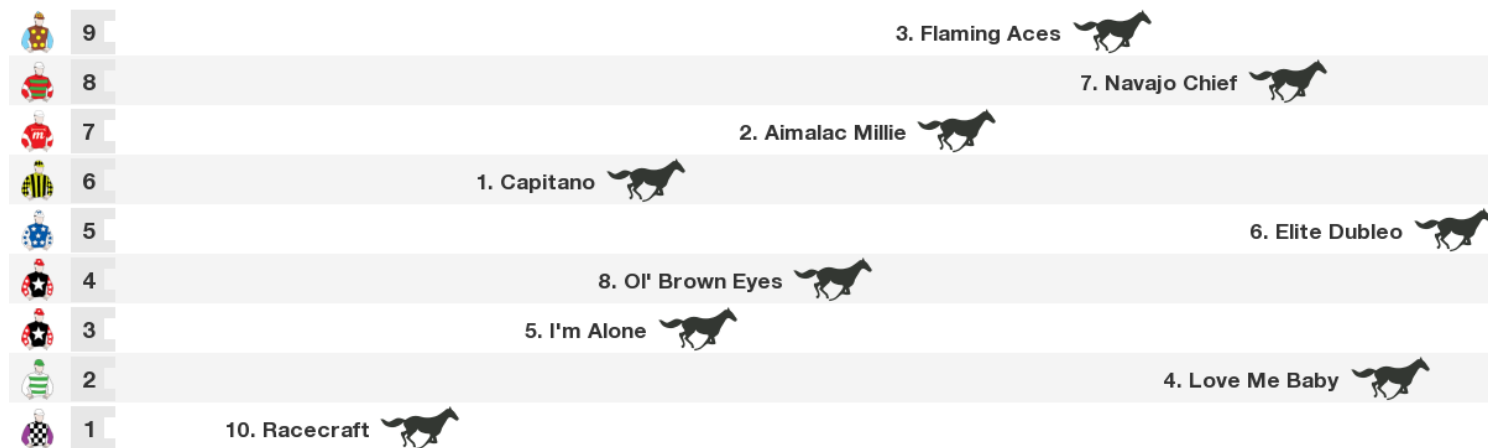 9 3. Flaming Aces
8 7. Navajo Chief
7 m 2. Aimalac Millie
6 1. Capitano
5 6. Elite Dubleo
4 8. Ol' Brown Eyes
3 5. I'm Alone
2 4. Love Me Baby
1 10. Racecraft